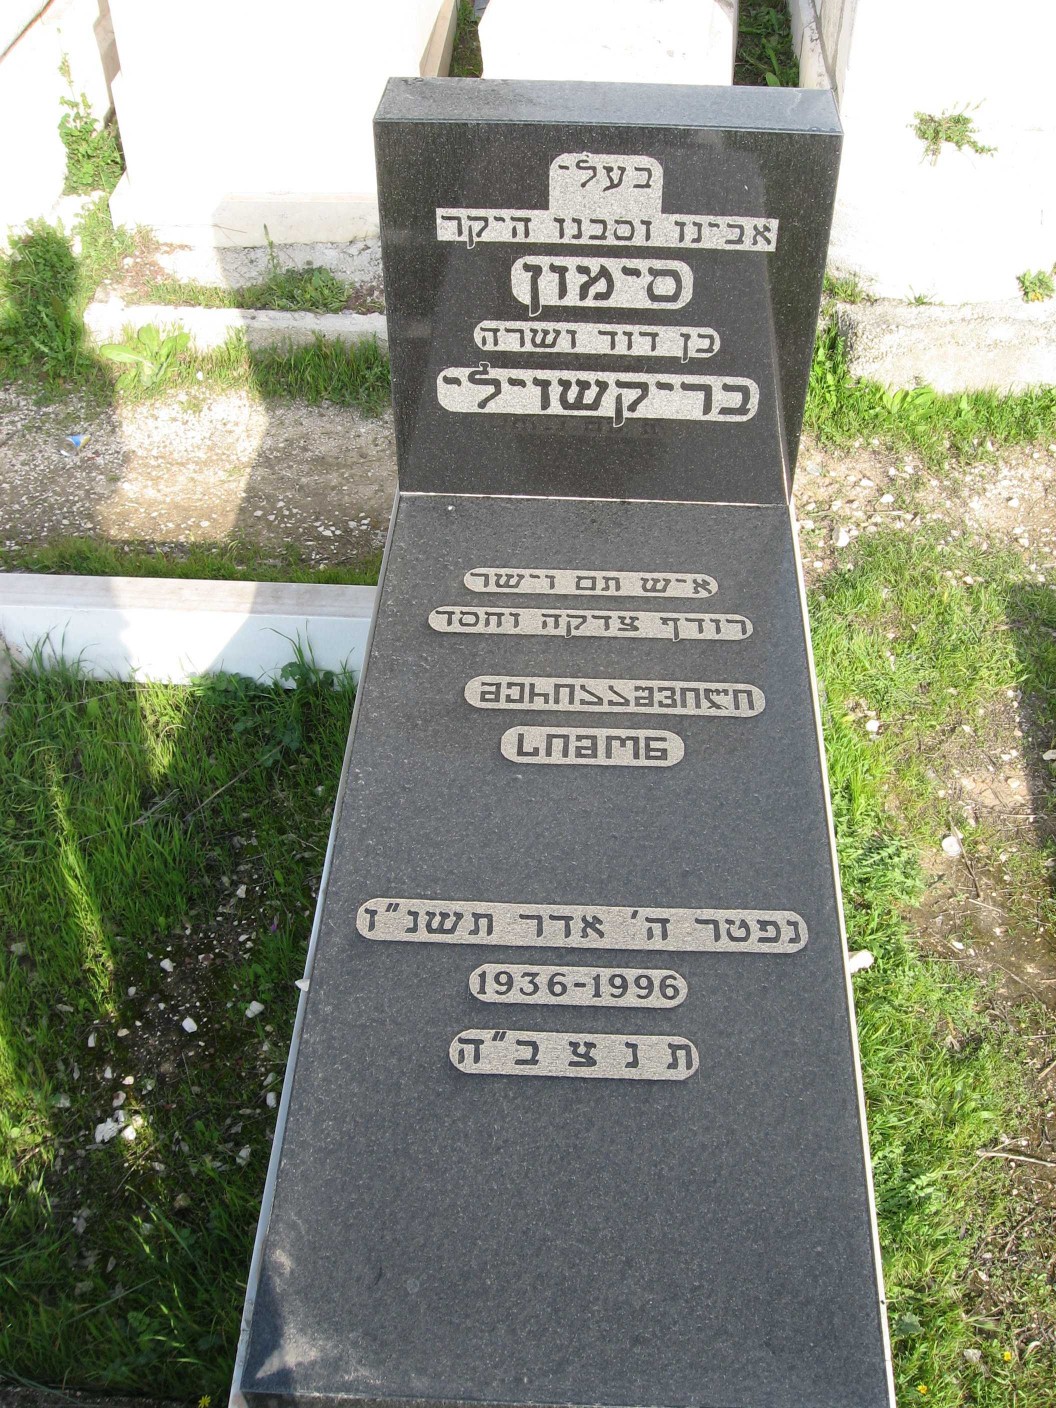 בעלי
אבינו וסבנו היקר
סימון
בן דוד ושרה
בריקשוילי
איש תם וישר
רודף צדקה וחסד
נפטר ה' אדר תשנ"ז
1936-1996
ת נ צ ב"ה